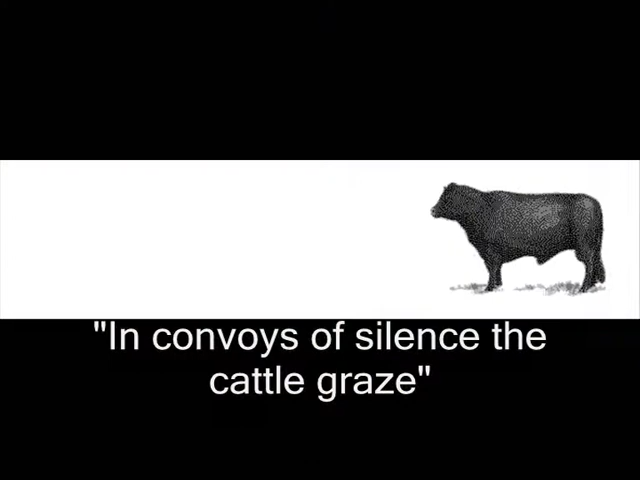 "In convoys of silence the
cattle graze"